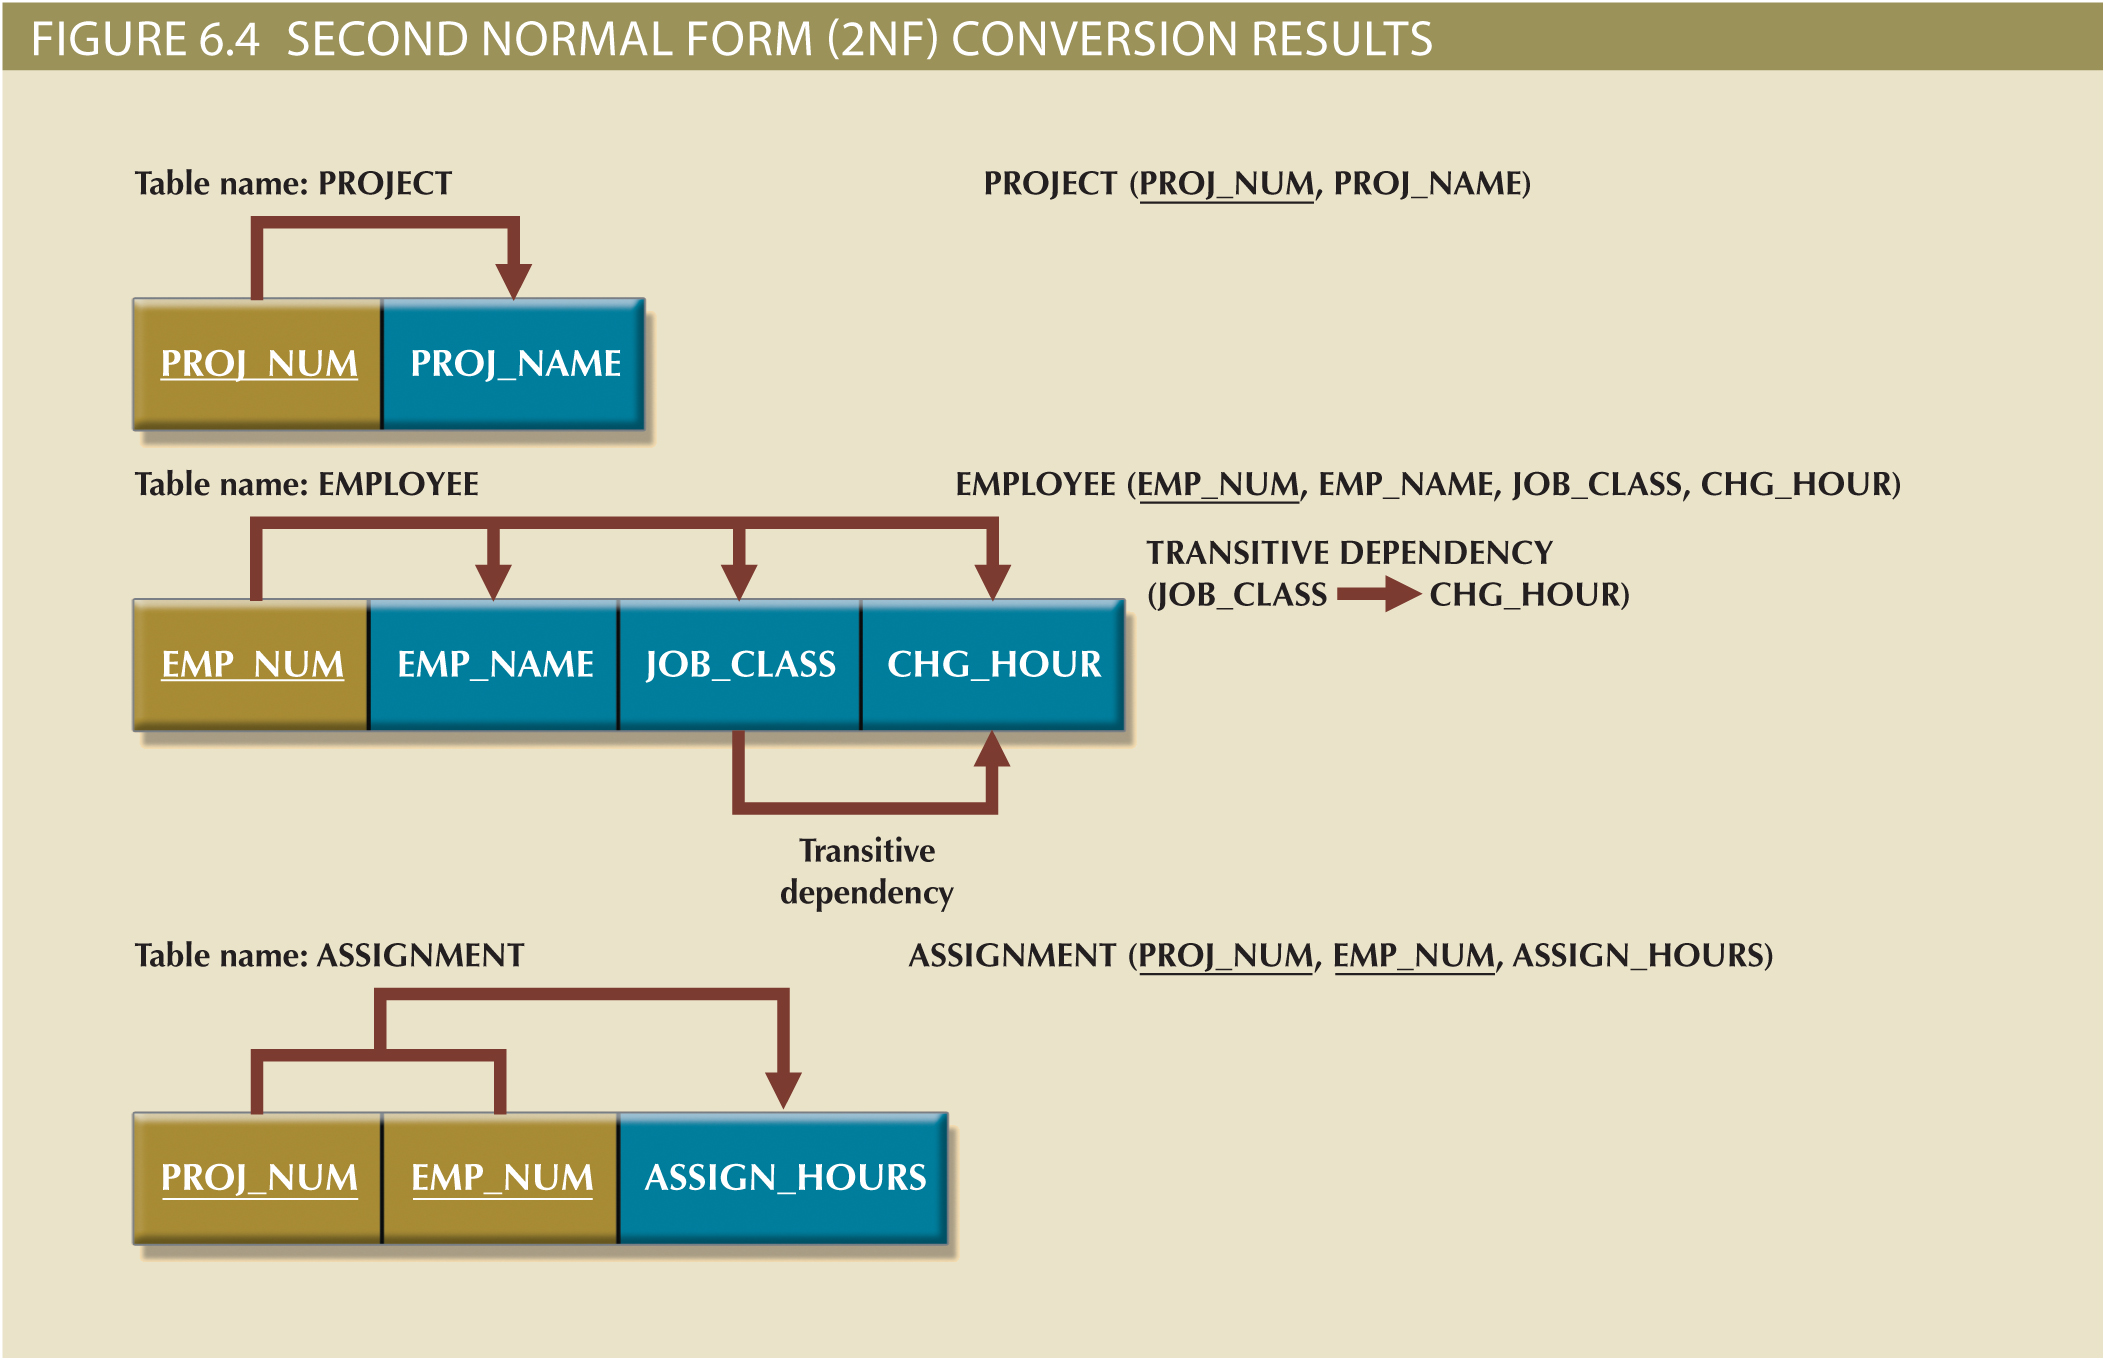 FIGURE 6.4 SECOND NORMAL FORM (2NF) CONVERSION RESULTS
Table name: PROJECT
PROJECT (PROJ_NUM, PROJ_NAME)
PROJ_NUM
PROJ_NAME
Table name: EMPLOYEE
EMPLOYEE (EMP_NUM, EMP_NAME, JOB_CLASS, CHG_HOUR)
TRANSITIVE DEPENDENCY
(JOB_CLASS CHG_HOUR)
EMP_NUM
EMP_NAME
JOB_CLASS
CHG_HOUR
Transitive
dependency
Table name: ASSIGNMENT
ASSIGNMENT (PROJ_NUM, EMP_NUM, ASSIGN_HOURS)
PROJ_NUM
EMP_NUM
ASSIGN_HOURS